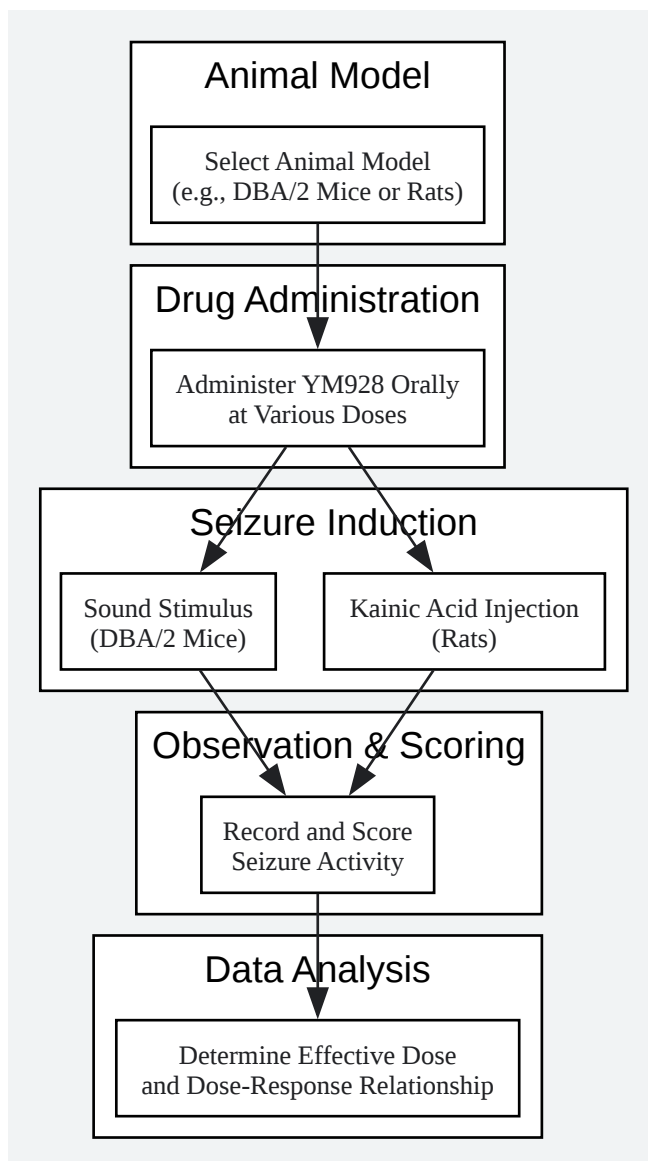 Animal Model
Select Animal Model
(e.g., DBA/2 Mice or Rats)
Drug Administration
Administer YM928 Orally
at Various Doses
Seizure Induction
Sound Stimulus
(DBA/2 Mice)
Kainic Acid Injection
(Rats)
Observation & Scoring
Record and Score
Seizure Activity
Data Analysis
Determine Effective Dose
and Dose-Response Relationship